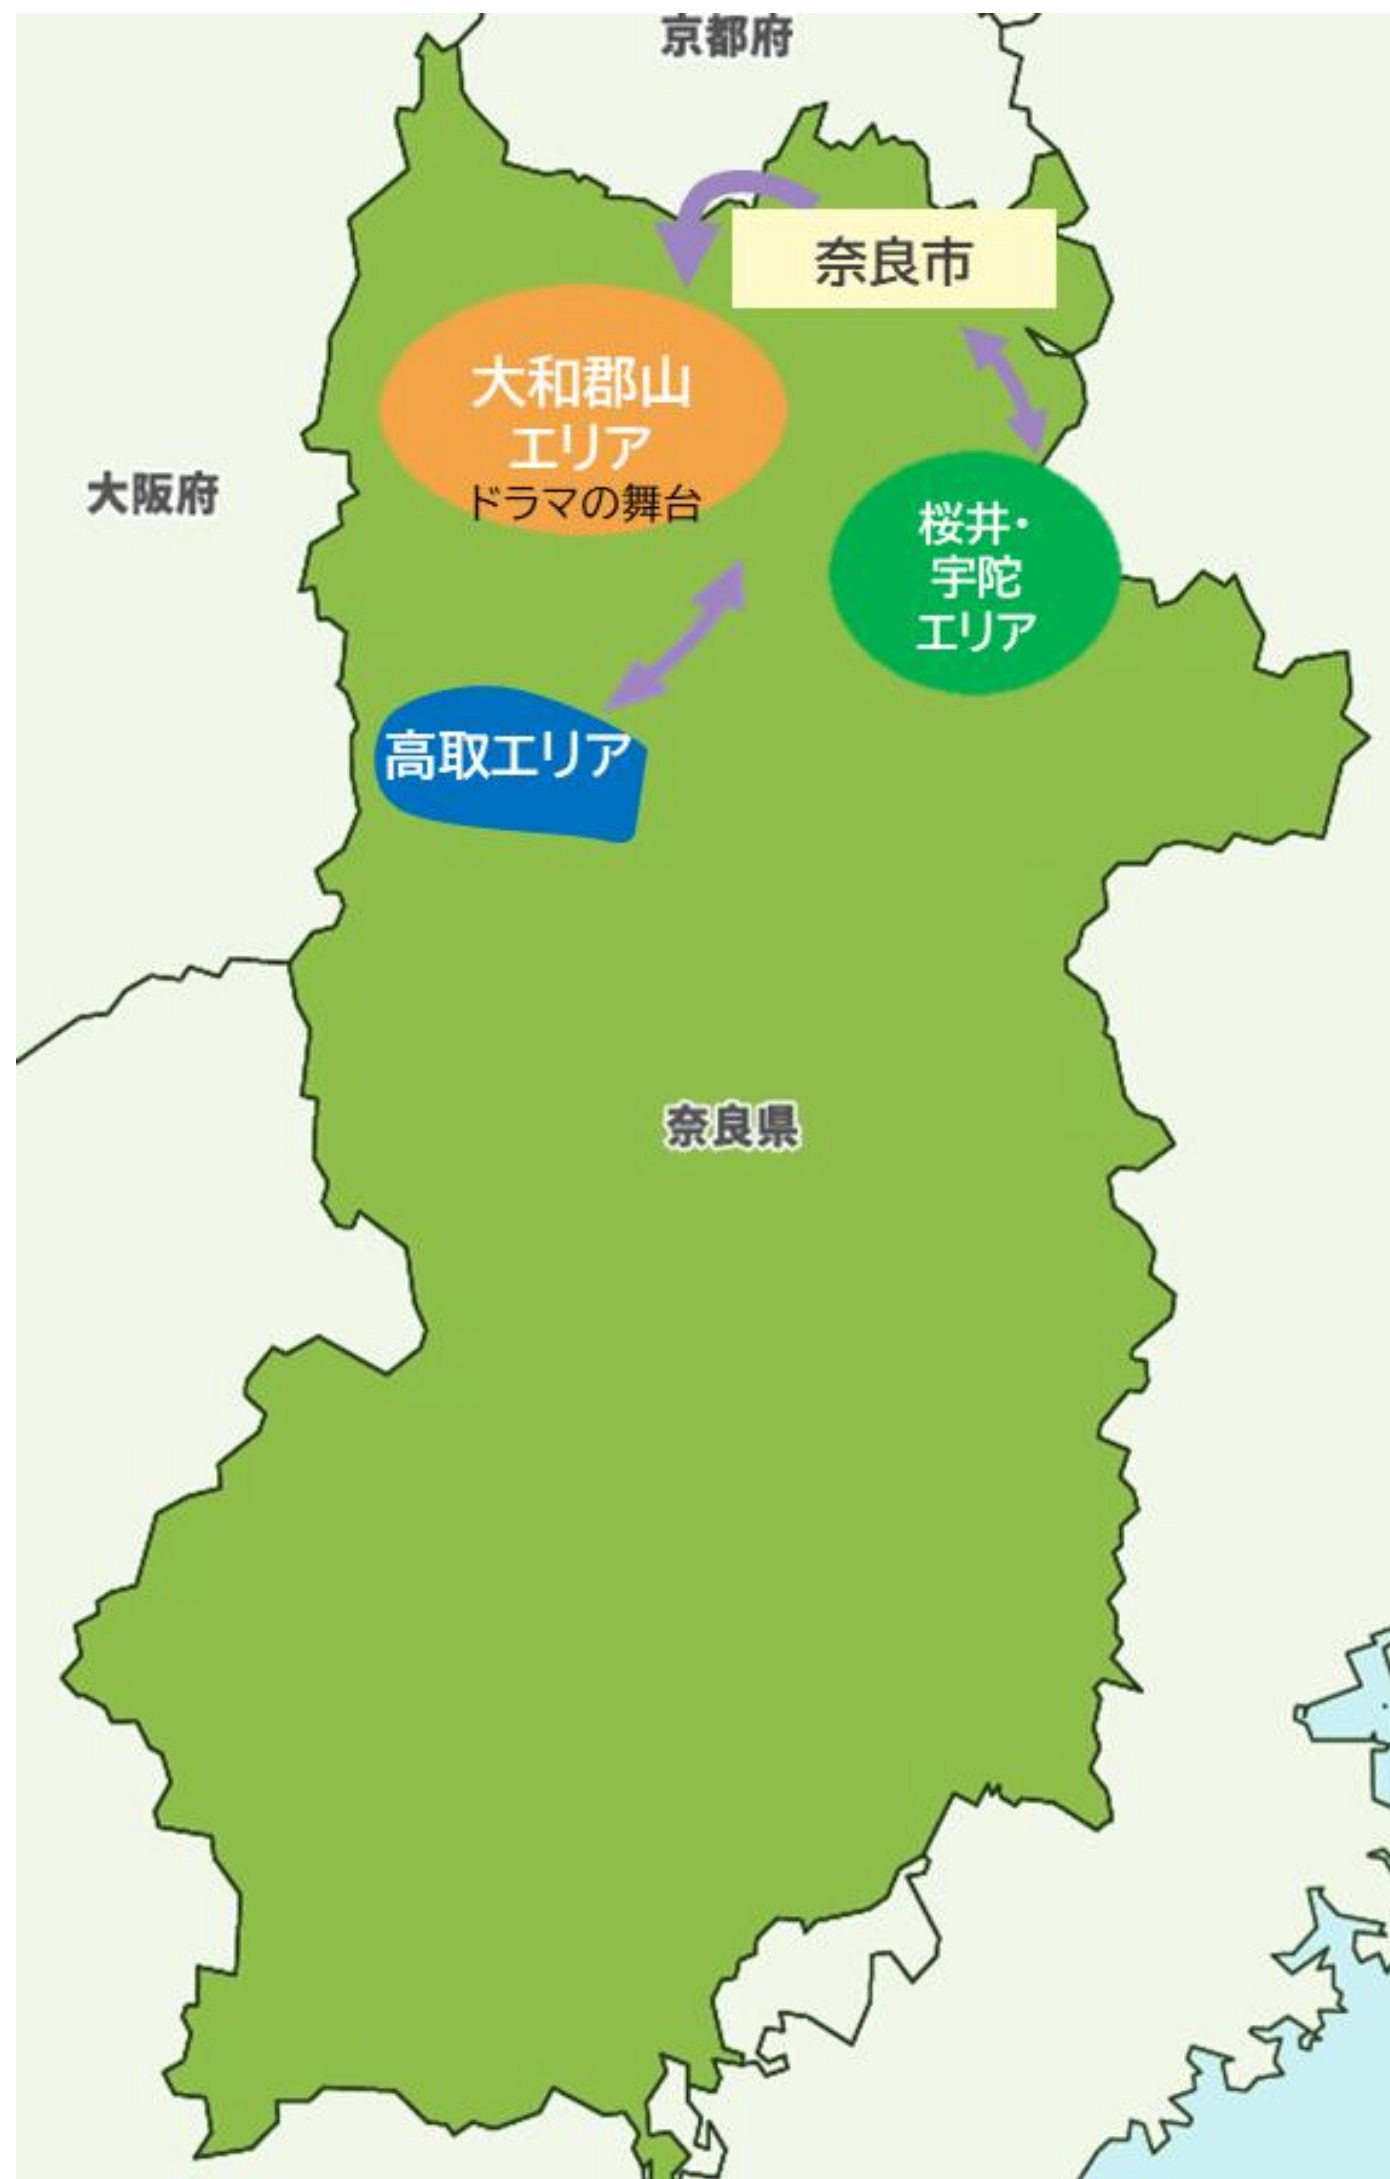 京都府
奈良市
大和郡山
エリア
ドラマの舞台
大阪府
桜井・
宇陀
エリア
高取エリア
奈良県